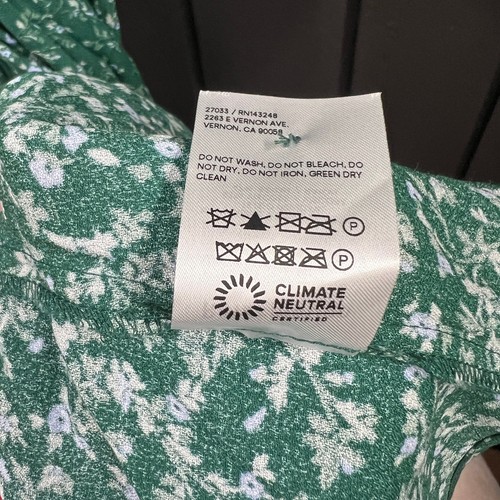 27033 / RN143248
2263 E VERNON AVE.
VERNON, CA 90058
DO NOT WASH, DO NOT BLEACH, DO
NOT DRY, DO NOT IRON, GREEN DRY
CLEAN
P
P
CLIMATE
NEUTRAL
CERTIFIED